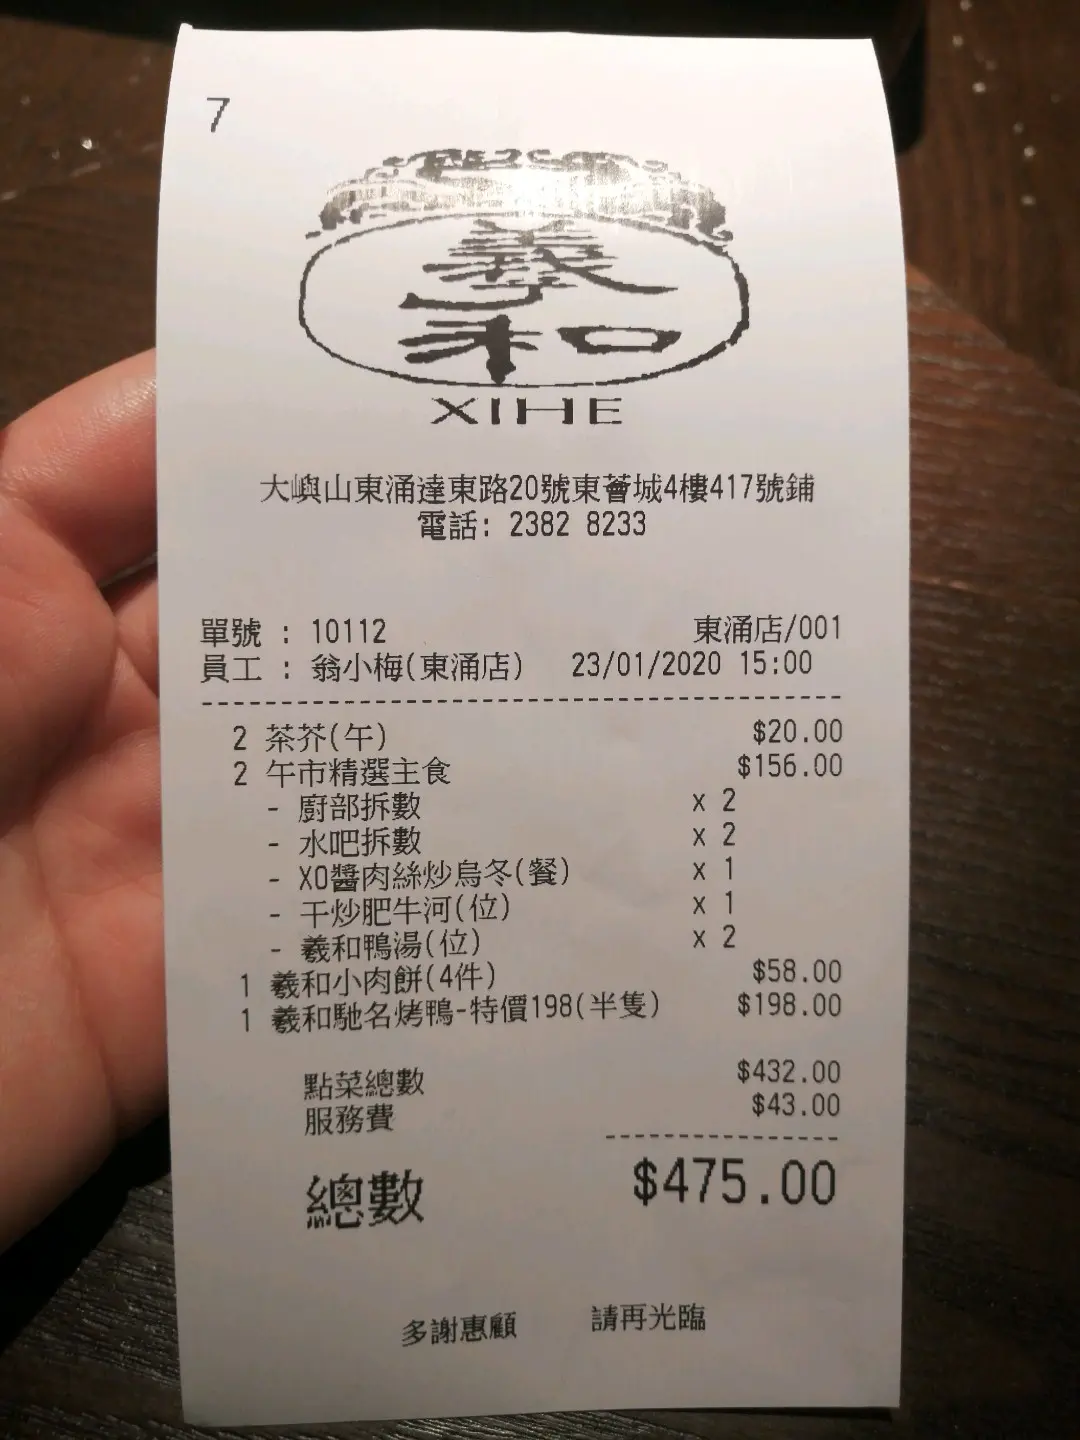 7
羲和
XIHE
大嶼山東涌達東路20號東薈城4樓417號鋪
電話: 2382 8233
單號 : 10112 東涌店/001
員工 : 翁小梅(東涌店) 23/01/2020 15:00
2 茶芥(午) $20.00
2 午市精選主食 $156.00
- 廚部拆數 x 2
- 水吧拆數 x 2
- XO醬肉絲炒烏冬(餐) x 1
- 干炒肥牛河(位) x 1
- 羲和鴨湯(位) x 2
1 羲和小肉餅(4件) $58.00
1 羲和馳名烤鴨-特價198(半隻) $198.00
點菜總數 $432.00
服務費 $43.00
總數 $475.00
多謝惠顧 請再光臨